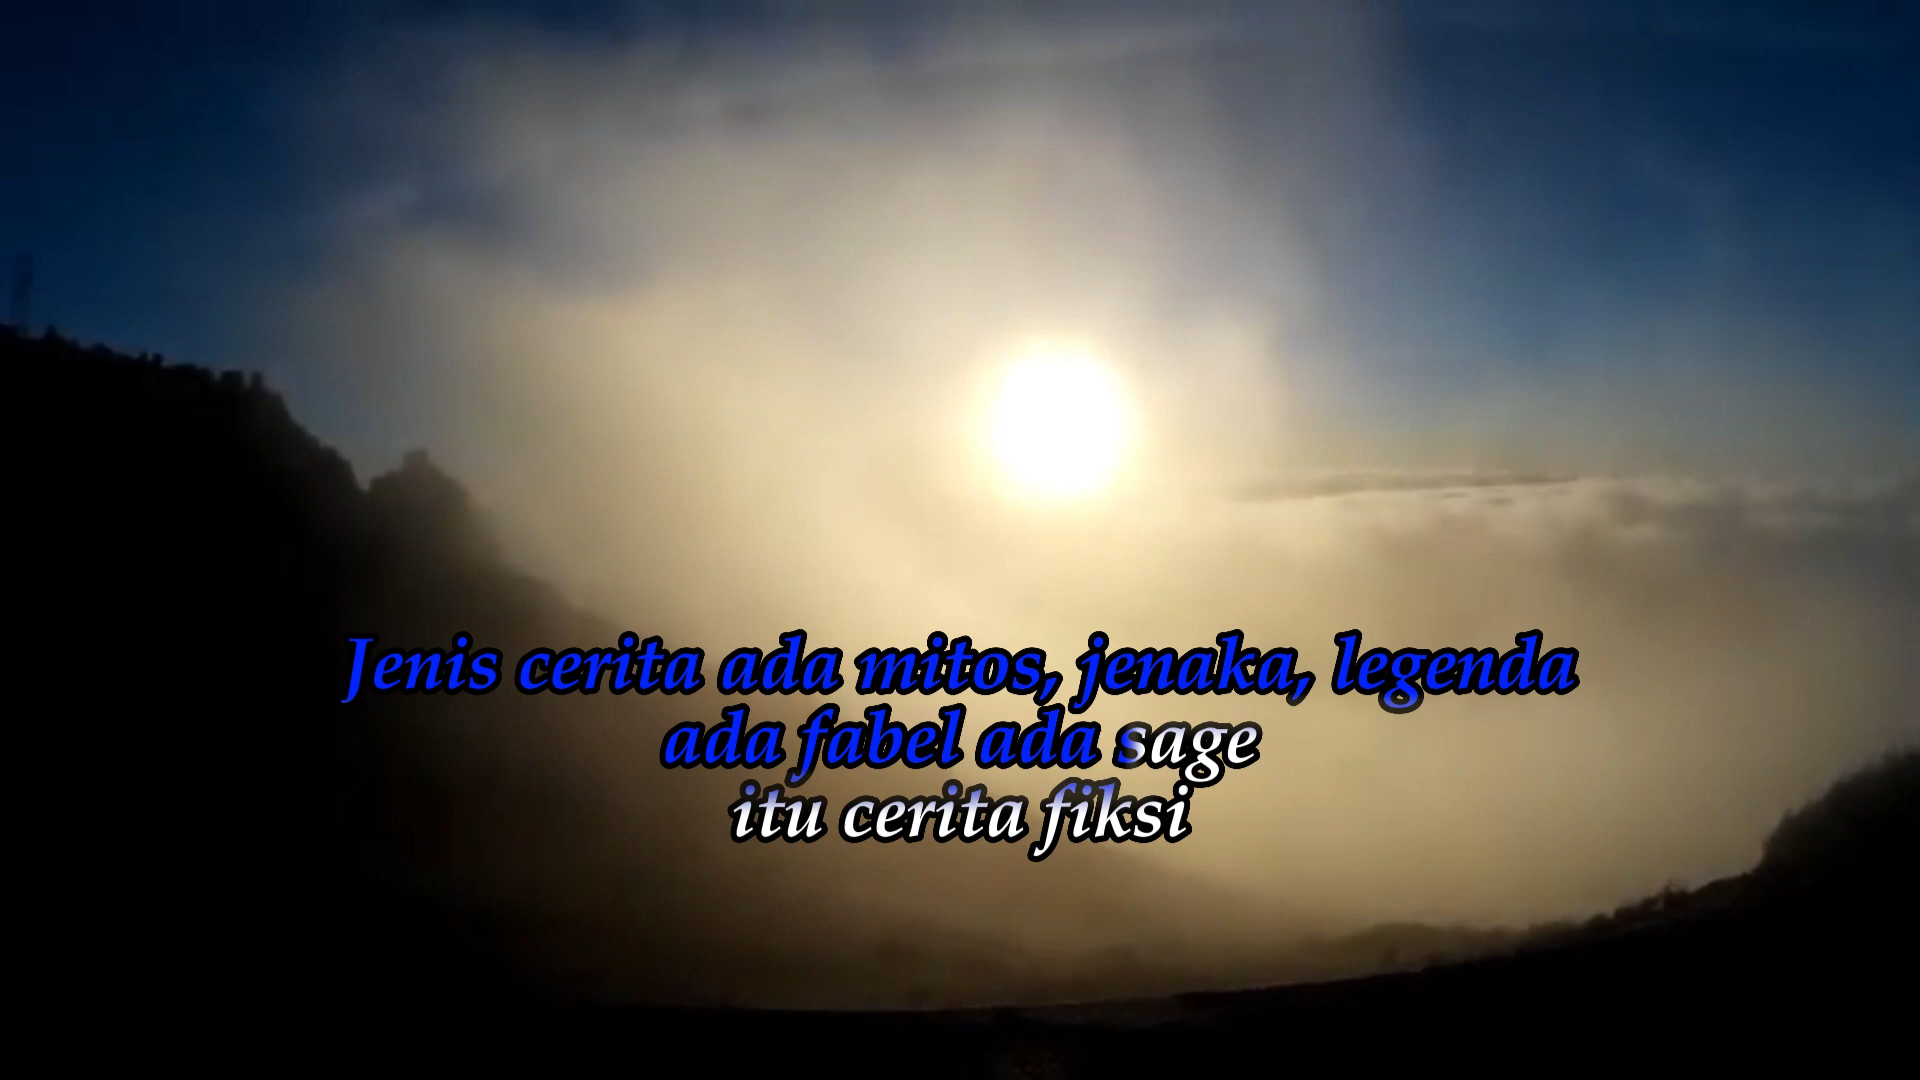 Jenis cerita ada mitos, jenaka, legenda
ada fabel ada sage
itu cerita fiksi